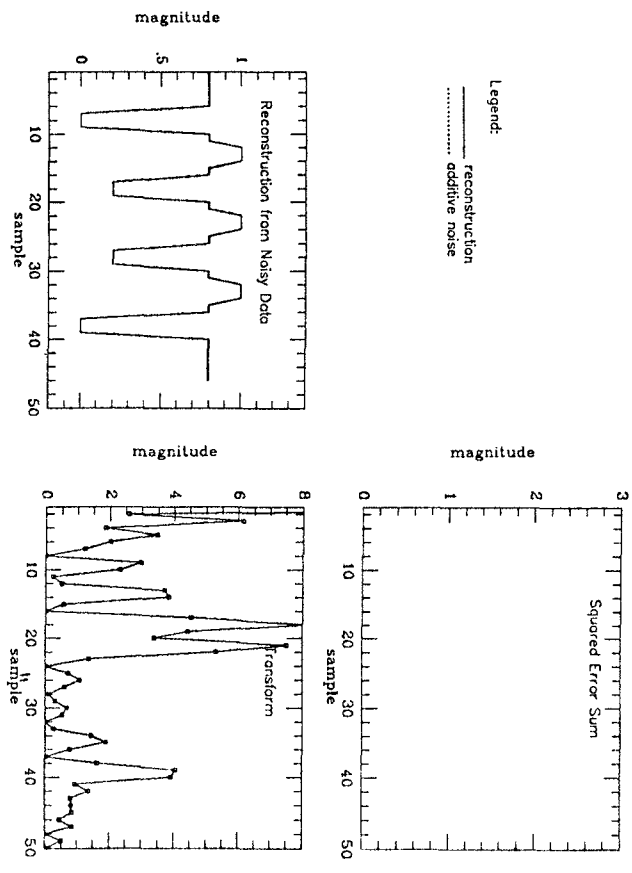 Legend:
reconstruction
additive noise
Squared Error Sum
magnitude
3
2
1
0
10 20 30 40 50
sample
Reconstruction from Noisy Data
magnitude
1
.5
0
10 20 30 40 50
sample
Transform
magnitude
8
6
4
2
0
10 20 30 40 50
sample